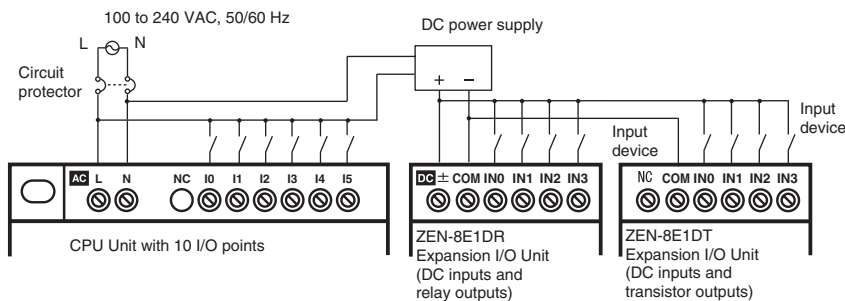 100 to 240 VAC, 50/60 Hz
L N
Circuit
protector
DC power supply
+ −
Input
device
Input
device
AC L N NC I0 I1 I2 I3 I4 I5
DC ± COM IN0 IN1 IN2 IN3
NC COM IN0 IN1 IN2 IN3
CPU Unit with 10 I/O points
ZEN-8E1DR
Expansion I/O Unit
(DC inputs and
relay outputs)
ZEN-8E1DT
Expansion I/O Unit
(DC inputs and
transistor outputs)